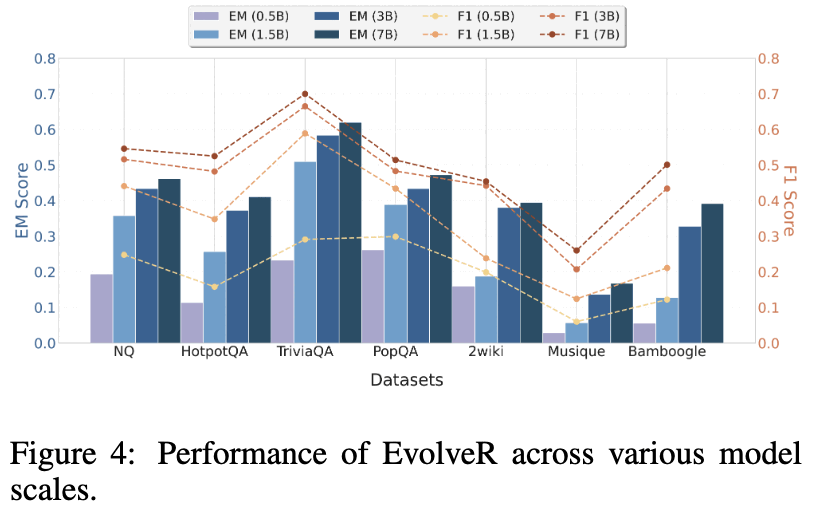 EM (0.5B) EM (3B) F1 (0.5B) F1 (3B)
EM (1.5B) EM (7B) F1 (1.5B) F1 (7B)
0.8 0.8
0.7 0.7
0.6 0.6
0.5 0.5
0.4 0.4
0.3 0.3
0.2 0.2
0.1 0.1
0.0 0.0
EM Score
F1 Score
NQ HotpotQA TriviaQA PopQA 2wiki Musique Bamboogle
Datasets
Figure 4: Performance of EvolveR across various model
scales.